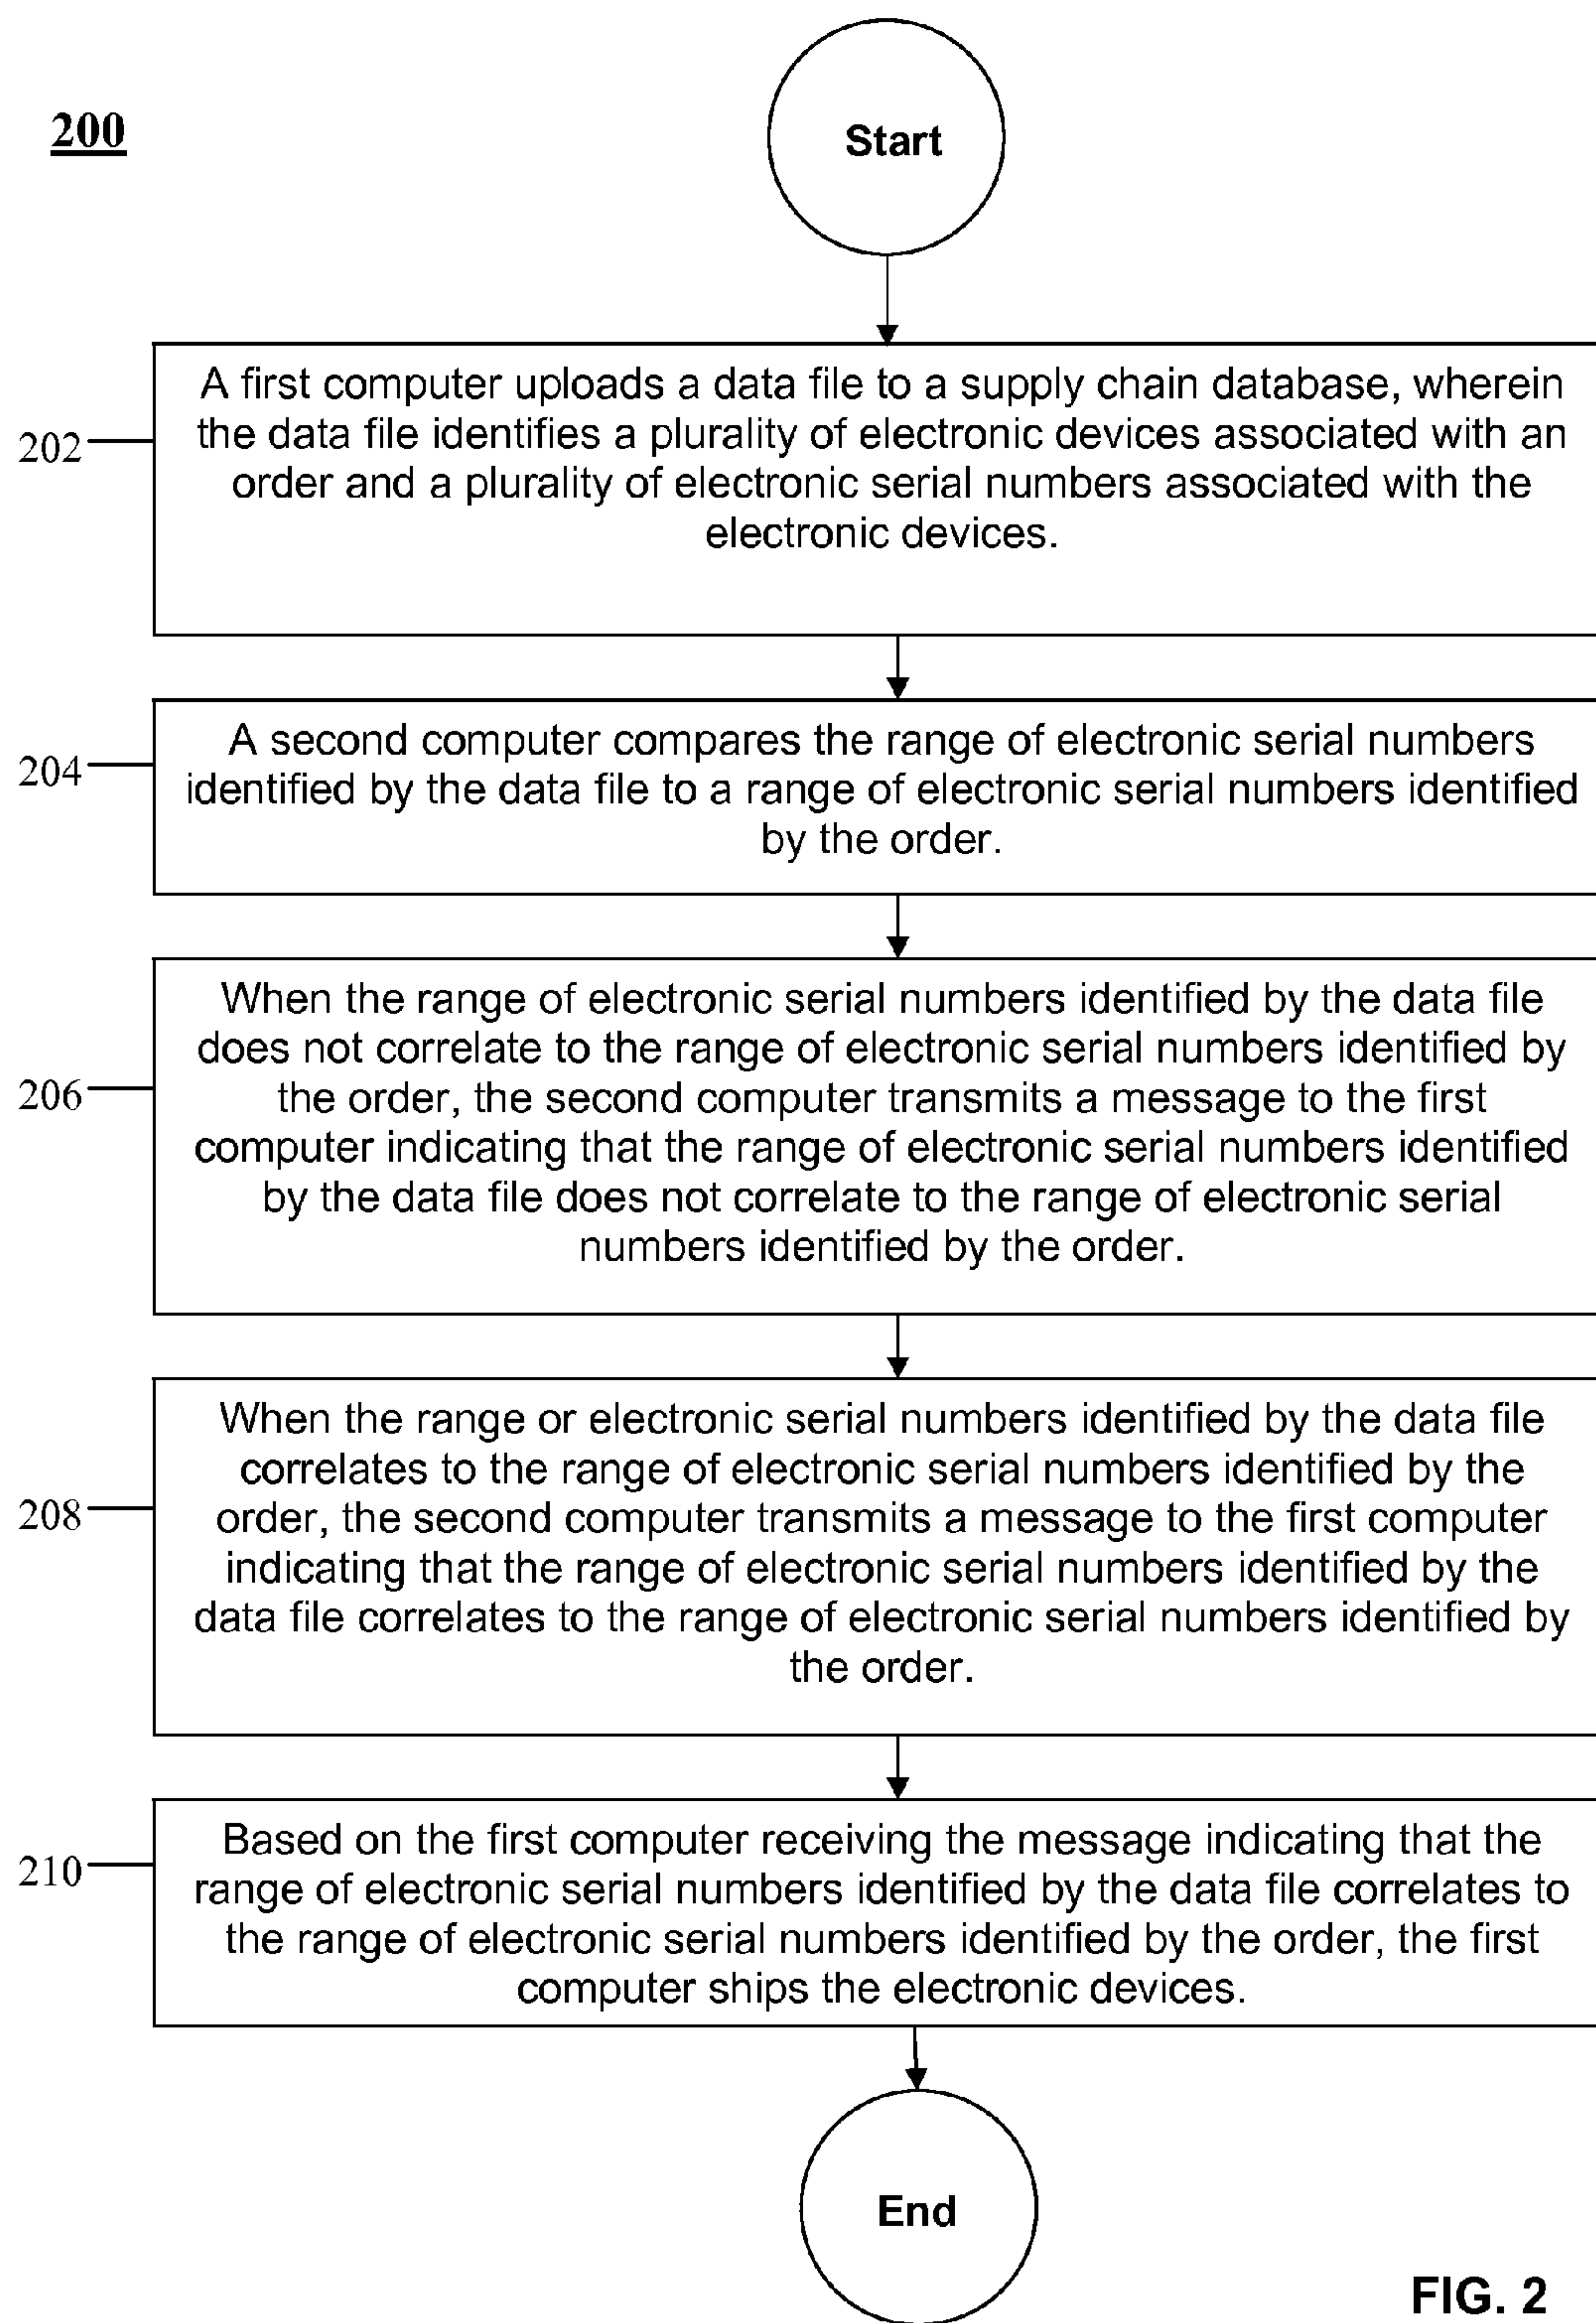 200
Start
202
A first computer uploads a data file to a supply chain database, wherein
the data file identifies a plurality of electronic devices associated with an
order and a plurality of electronic serial numbers associated with the
electronic devices.
204
A second computer compares the range of electronic serial numbers
identified by the data file to a range of electronic serial numbers identified
by the order.
206
When the range of electronic serial numbers identified by the data file
does not correlate to the range of electronic serial numbers identified by
the order, the second computer transmits a message to the first
computer indicating that the range of electronic serial numbers identified
by the data file does not correlate to the range of electronic serial
numbers identified by the order.
208
When the range or electronic serial numbers identified by the data file
correlates to the range of electronic serial numbers identified by the
order, the second computer transmits a message to the first computer
indicating that the range of electronic serial numbers identified by the
data file correlates to the range of electronic serial numbers identified by
the order.
210
Based on the first computer receiving the message indicating that the
range of electronic serial numbers identified by the data file correlates to
the range of electronic serial numbers identified by the order, the first
computer ships the electronic devices.
End
FIG. 2